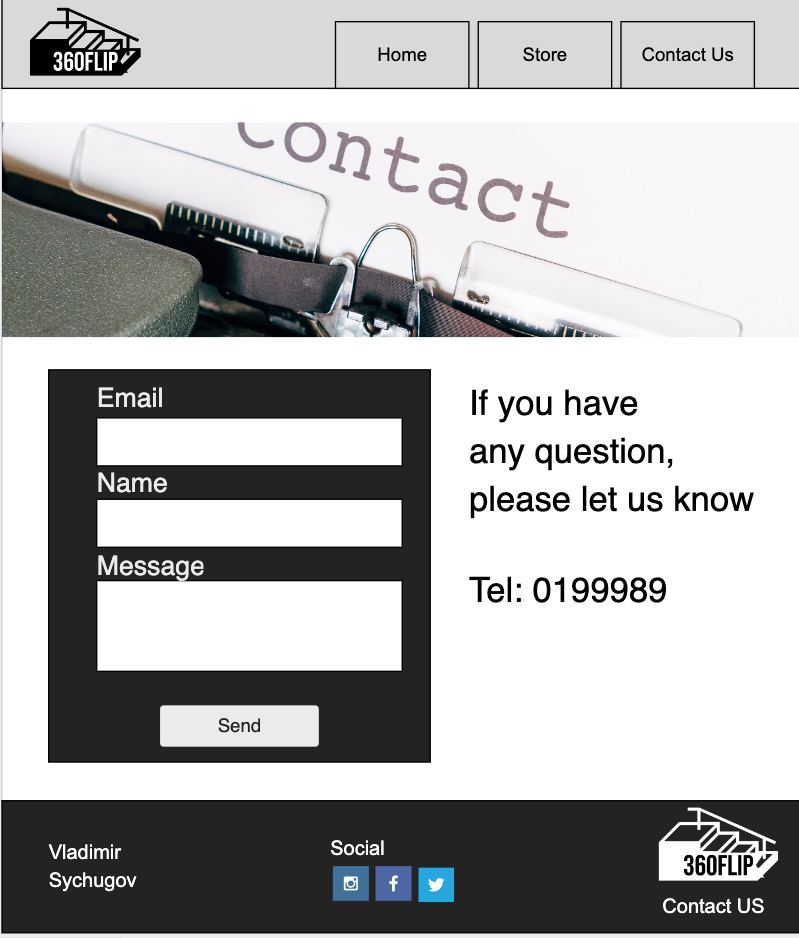 360FLIP
Home
Store
Contact Us
Contact
Email
Name
Message
Send
If you have
any question,
please let us know
Tel: 0199989
Vladimir
Sychugov
Social
360FLIP
Contact US